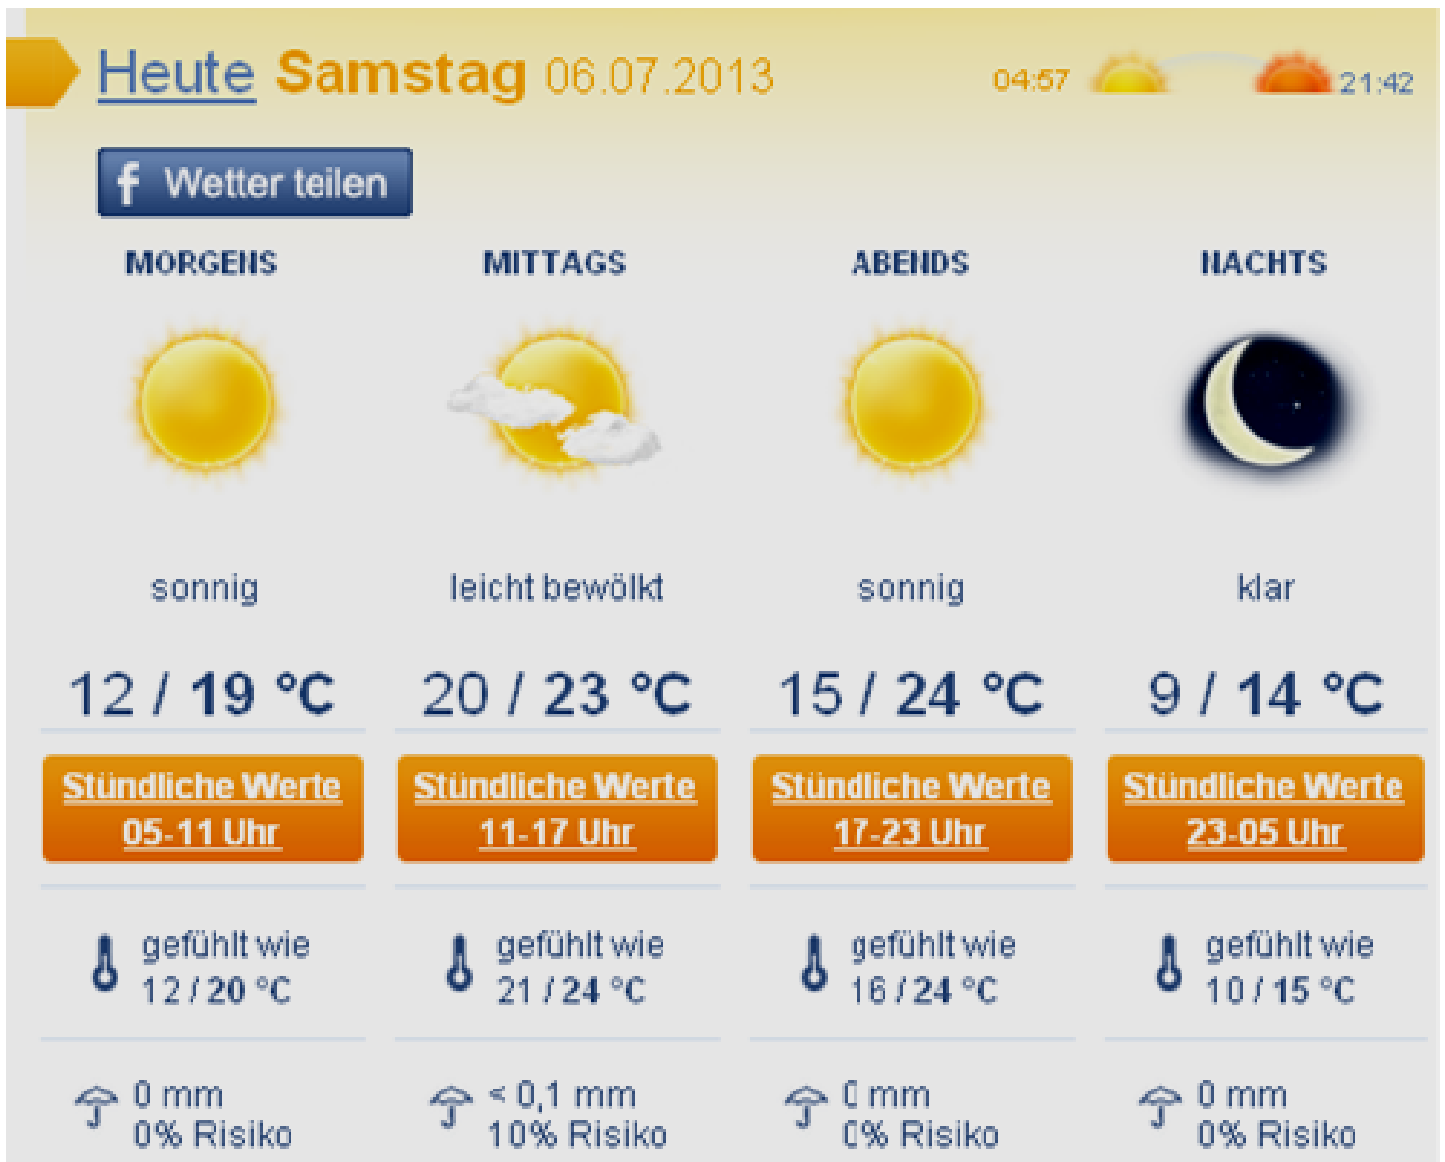 Heute Samstag 06.07.2013 04:57 21:42
f Wetter teilen
MORGENS MITTAGS ABENDS NACHTS
sonnig leicht bewölkt sonnig klar
12 / 19 °C 20 / 23 °C 15 / 24 °C 9 / 14 °C
Stündliche Werte Stündliche Werte Stündliche Werte Stündliche Werte
05-11 Uhr 11-17 Uhr 17-23 Uhr 23-05 Uhr
gefühlt wie gefühlt wie gefühlt wie gefühlt wie
12 / 20 °C 21 / 24 °C 16 / 24 °C 10 / 15 °C
0 mm < 0,1 mm 0 mm 0 mm
0% Risiko 10% Risiko 0% Risiko 0% Risiko